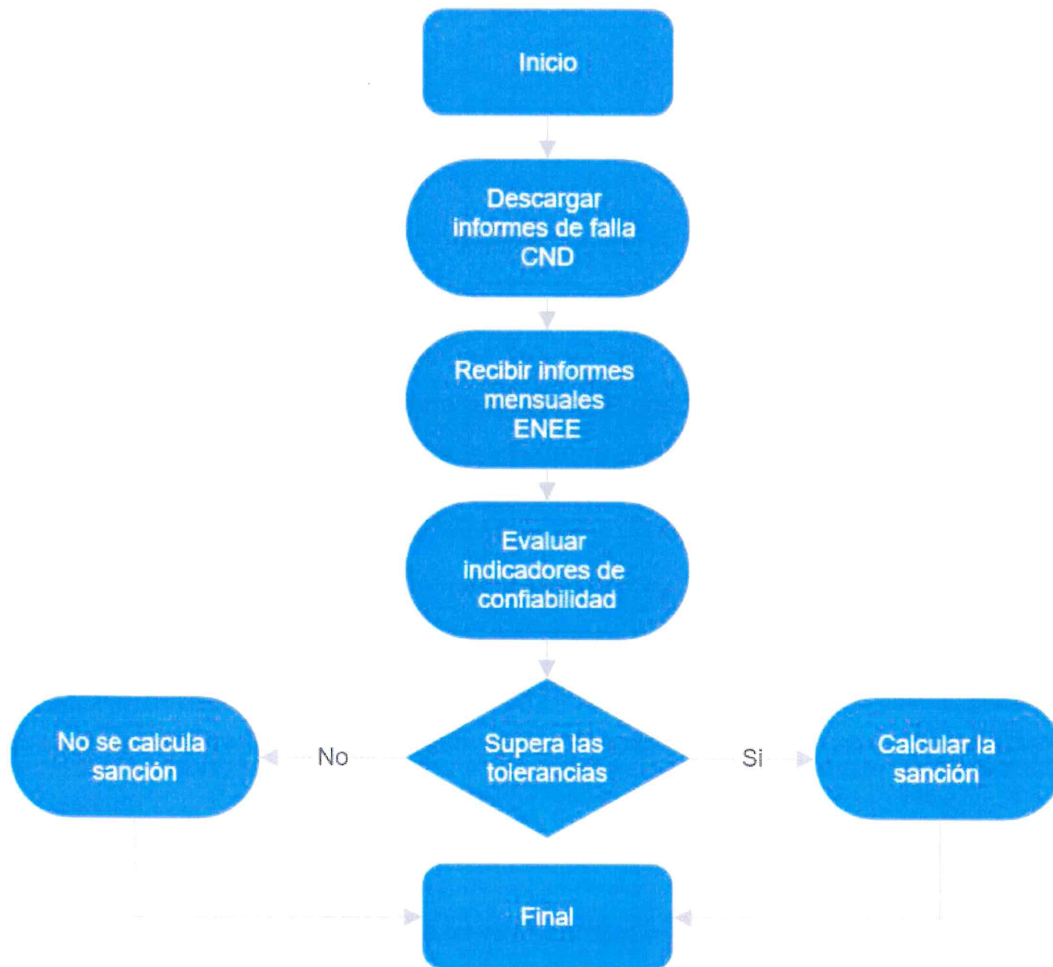 Inicio
Descargar
informes de falla
CND
Recibir informes
mensuales
ENEE
Evaluar
indicadores de
confiabilidad
No se calcula
sanción
No
Supera las
tolerancias
Si
Calcular la
sanción
Final